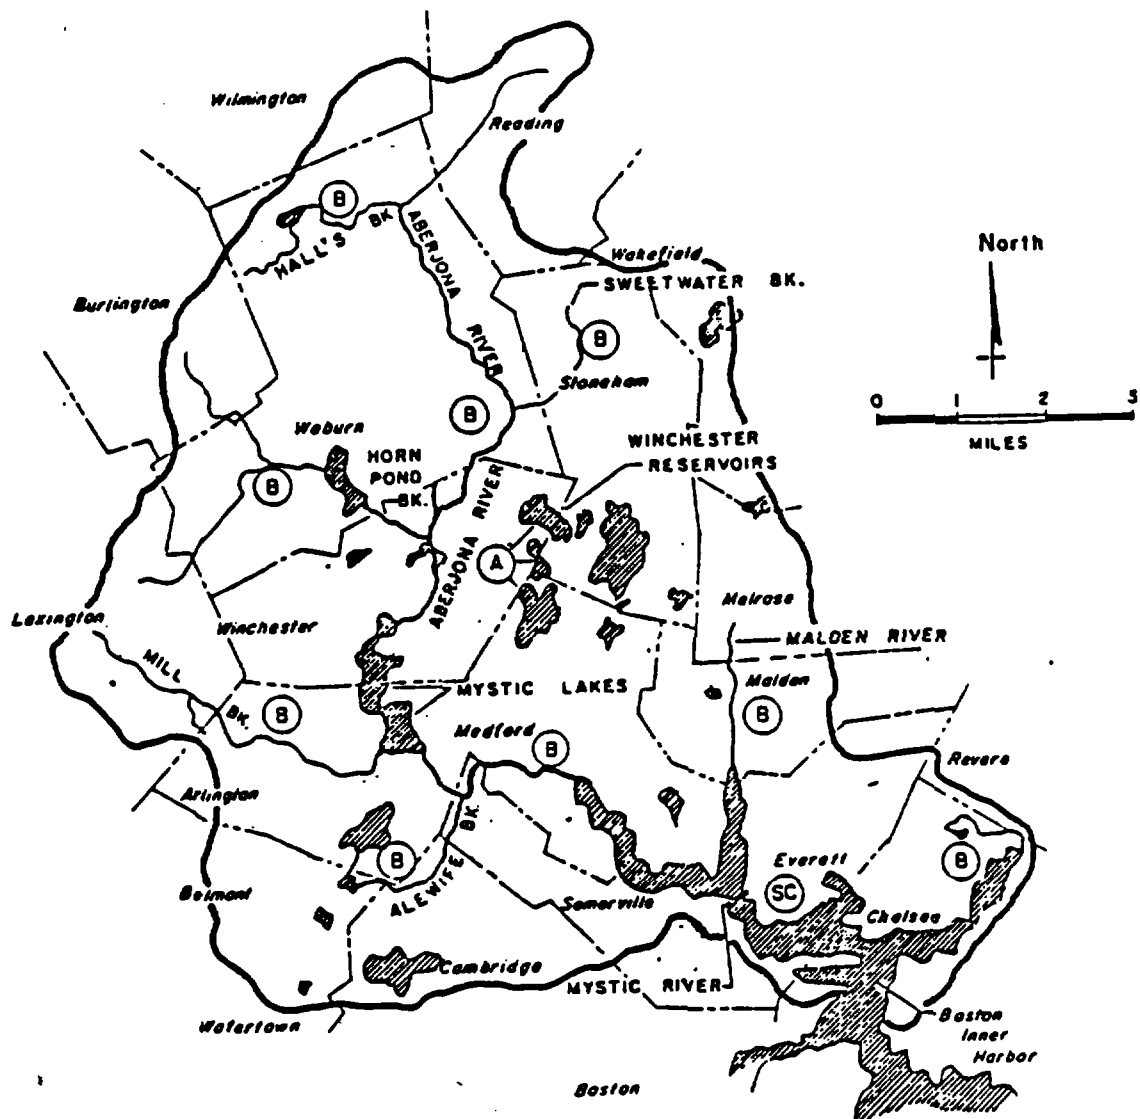 Wilmington
Reading
B
HALL'S BK.
ABERJONA RIVER
North
Wakefield
SWEETWATER BK.
Burlington
B
Stoneham
0 1 2 3
MILES
B
Woburn
HORN
POND
BK.
WINCHESTER
RESERVOIRS
B
ABERJONA RIVER
A
Melrose
Lexington
Winchester
MALDEN RIVER
MILL BK.
MYSTIC LAKES
Malden
B
B
Medford
B
Revere
Arlington
ALEWIFE BK.
B
Everett
B
Belmont
Somerville
SC
Chelsea
Cambridge
MYSTIC RIVER
Watertown
Boston
Inner
Harbor
Boston